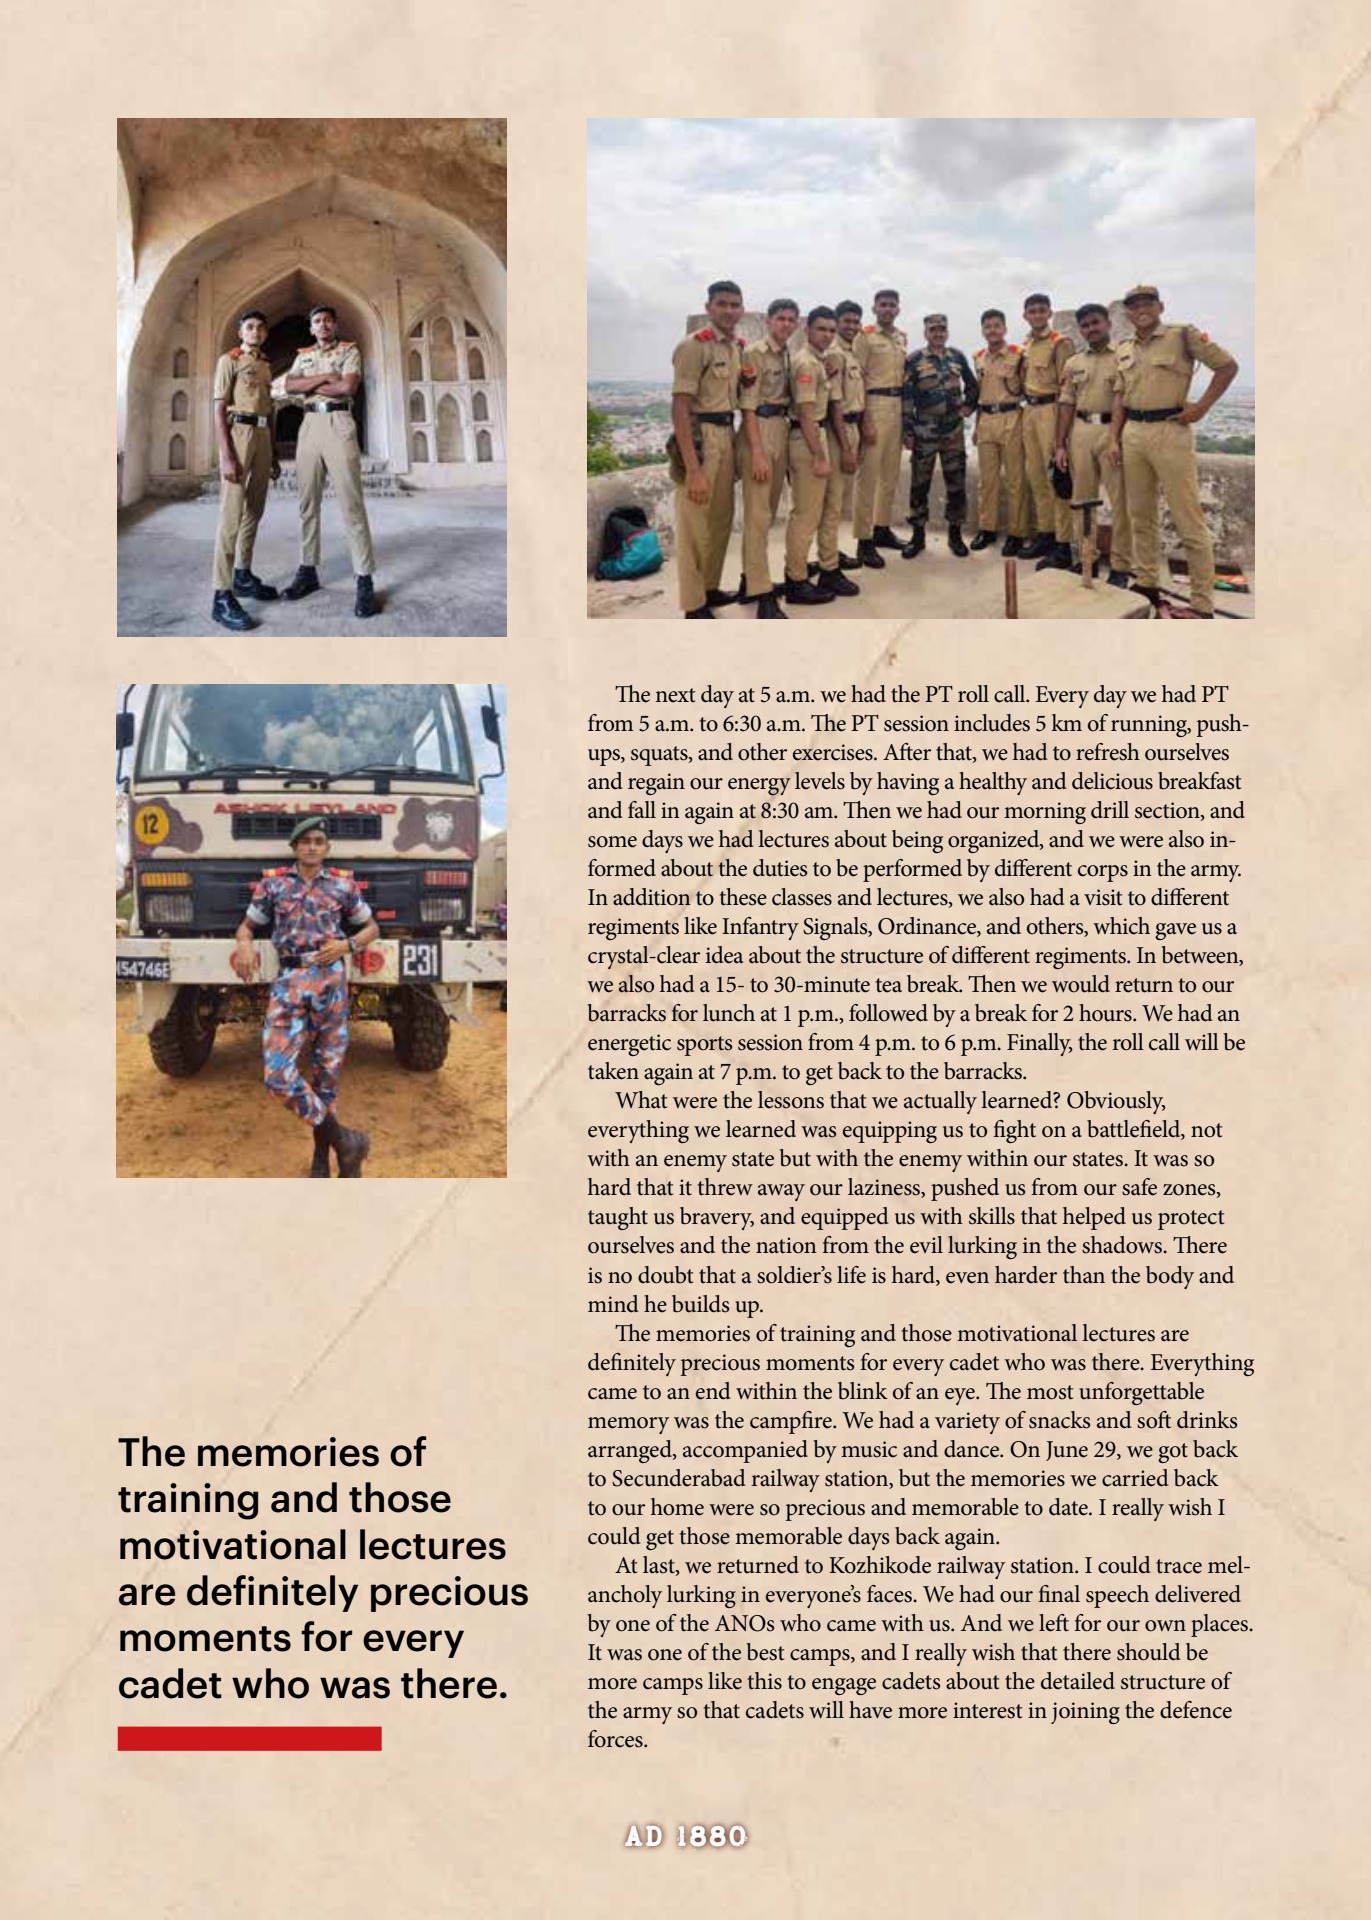 ASHOK LEYLAND
12
231
154746E
The next day at 5 a.m. we had the PT roll call. Every day we had PT
from 5 a.m. to 6:30 a.m. The PT session includes 5 km of running, push-
ups, squats, and other exercises. After that, we had to refresh ourselves
and regain our energy levels by having a healthy and delicious breakfast
and fall in again at 8:30 am. Then we had our morning drill section, and
some days we had lectures about being organized, and we were also in-
formed about the duties to be performed by different corps in the army.
In addition to these classes and lectures, we also had a visit to different
regiments like Infantry Signals, Ordinance, and others, which gave us a
crystal-clear idea about the structure of different regiments. In between,
we also had a 15- to 30-minute tea break. Then we would return to our
barracks for lunch at 1 p.m., followed by a break for 2 hours. We had an
energetic sports session from 4 p.m. to 6 p.m. Finally, the roll call will be
taken again at 7 p.m. to get back to the barracks.
What were the lessons that we actually learned? Obviously,
everything we learned was equipping us to fight on a battlefield, not
with an enemy state but with the enemy within our states. It was so
hard that it threw away our laziness, pushed us from our safe zones,
taught us bravery, and equipped us with skills that helped us protect
ourselves and the nation from the evil lurking in the shadows. There
is no doubt that a soldier’s life is hard, even harder than the body and
mind he builds up.
The memories of training and those motivational lectures are
definitely precious moments for every cadet who was there. Everything
came to an end within the blink of an eye. The most unforgettable
memory was the campfire. We had a variety of snacks and soft drinks
arranged, accompanied by music and dance. On June 29, we got back
to Secunderabad railway station, but the memories we carried back
to our home were so precious and memorable to date. I really wish I
could get those memorable days back again.
At last, we returned to Kozhikode railway station. I could trace mel-
ancholy lurking in everyone’s faces. We had our final speech delivered
by one of the ANOs who came with us. And we left for our own places.
It was one of the best camps, and I really wish that there should be
more camps like this to engage cadets about the detailed structure of
the army so that cadets will have more interest in joining the defence
forces.
The memories of
training and those
motivational lectures
are definitely precious
moments for every
cadet who was there.
AD 1880